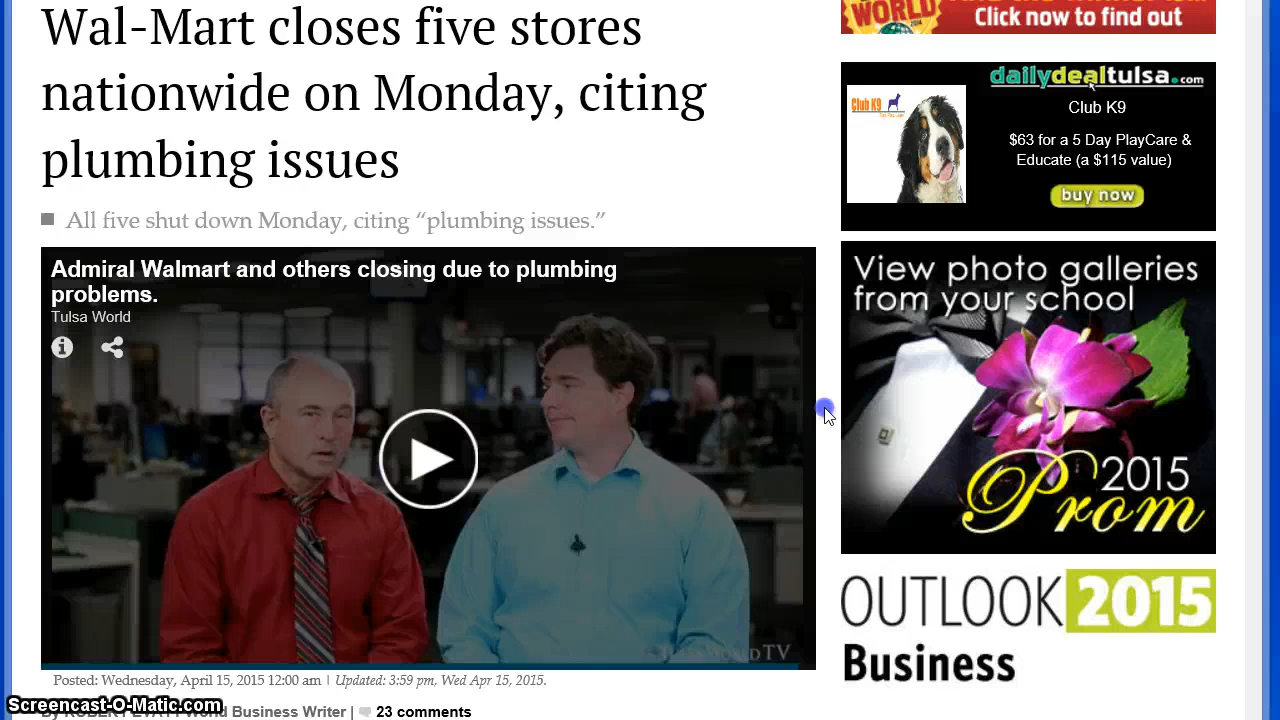 Wal-Mart closes five stores
nationwide on Monday, citing
plumbing issues
All five shut down Monday, citing “plumbing issues.”
Admiral Walmart and others closing due to plumbing
problems.
Tulsa World
TV
Posted: Wednesday, April 15, 2015 12:00 am | Updated: 3:59 pm, Wed Apr 15, 2015.
World Business Writer | 23 comments
Screencast-O-Matic.com
WORLD
Click now to find out
dailydealtulsa.com
Club K9
Club K9
$63 for a 5 Day PlayCare &
Educate (a $115 value)
buy now
View photo galleries
from your school
2015
Prom
OUTLOOK 2015
Business